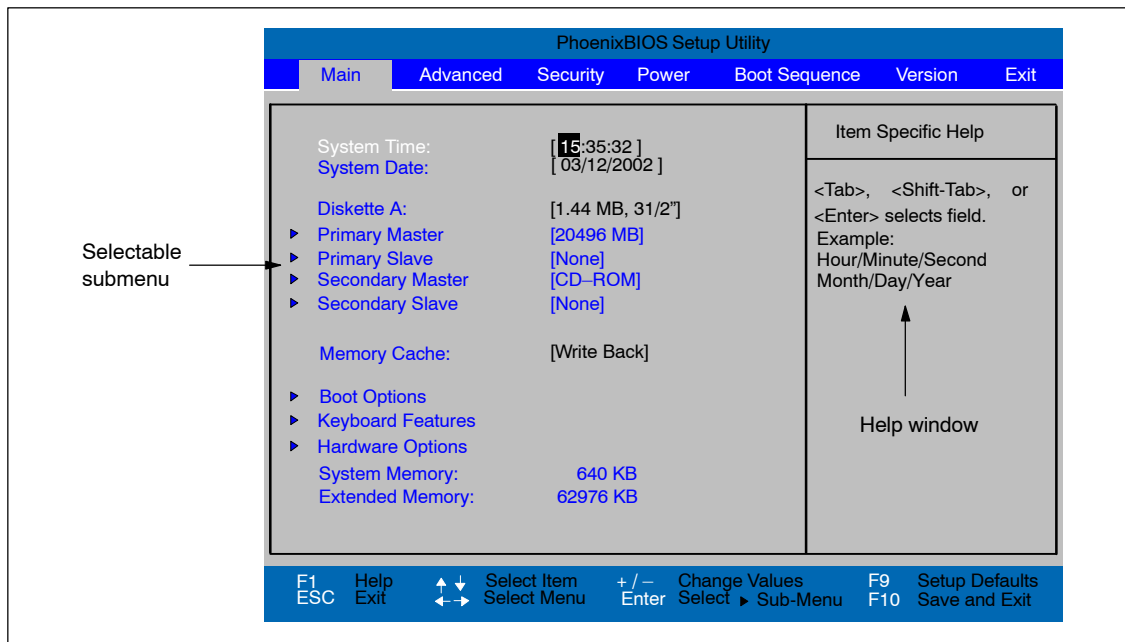 PhoenixBIOS Setup Utility
Main Advanced Security Power Boot Sequence Version Exit
System Time: [ 15:35:32 ]
System Date: [ 03/12/2002 ]
Diskette A: [1.44 MB, 31/2”]
Primary Master [20496 MB]
Primary Slave [None]
Secondary Master [CD–ROM]
Secondary Slave [None]
Memory Cache: [Write Back]
Boot Options
Keyboard Features
Hardware Options
System Memory: 640 KB
Extended Memory: 62976 KB
Item Specific Help
<Tab>, <Shift-Tab>, or
<Enter> selects field.
Example:
Hour/Minute/Second
Month/Day/Year
Selectable
submenu
Help window
F1 Help Select Item +/– Change Values F9 Setup Defaults
ESC Exit Select Menu Enter Select Sub-Menu F10 Save and Exit